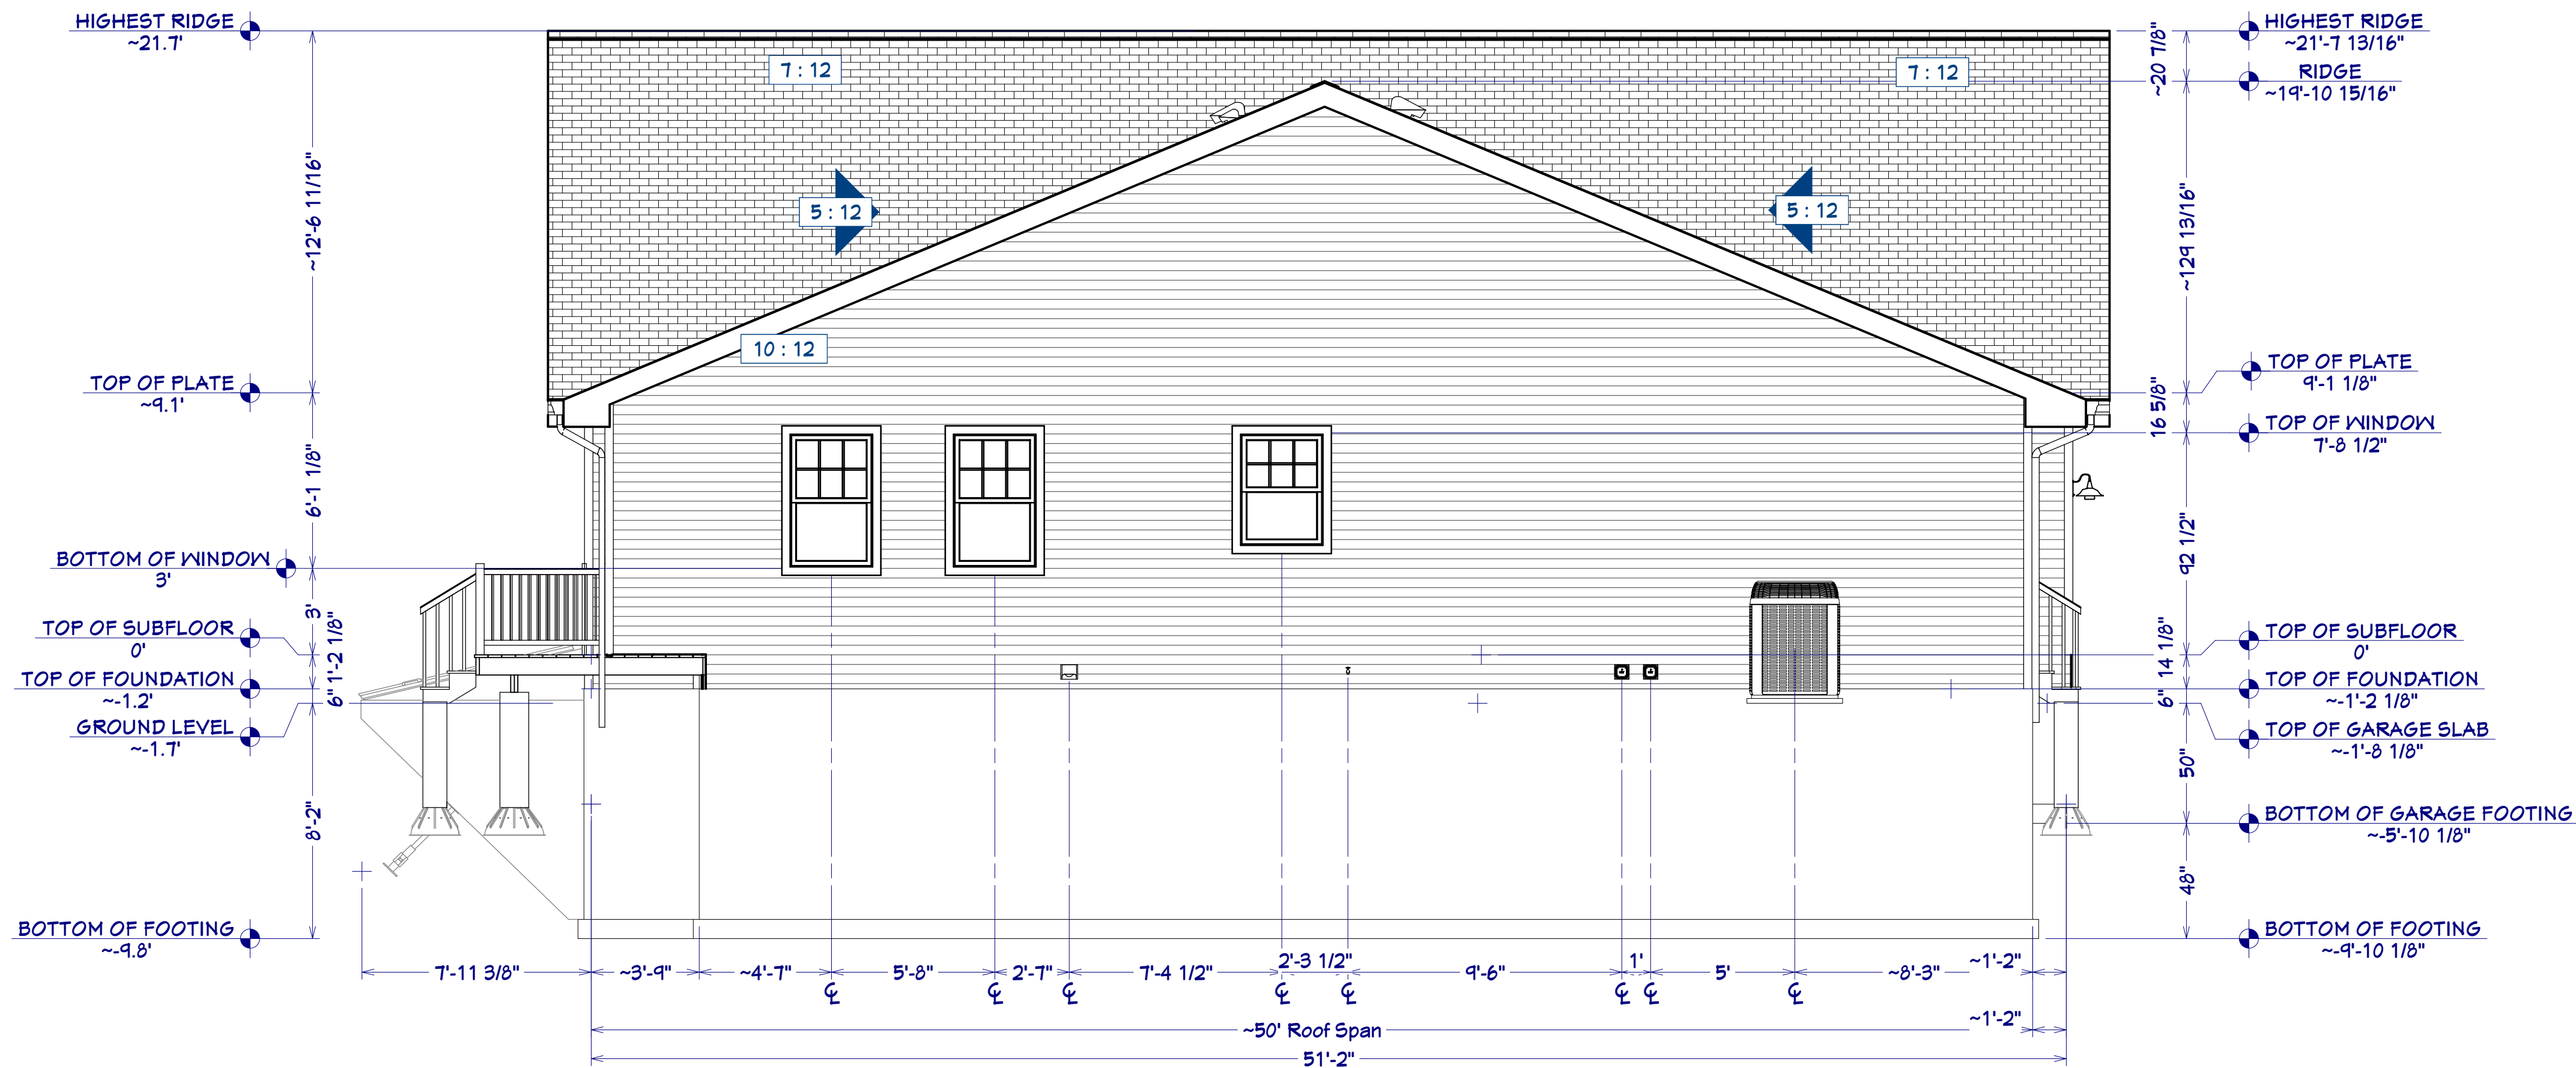 HIGHEST RIDGE
~21.7'
TOP OF PLATE
~9.1'
BOTTOM OF WINDOW
3'
TOP OF SUBFLOOR
0'
TOP OF FOUNDATION
~-1.2'
GROUND LEVEL
~-1.7'
BOTTOM OF FOOTING
~-9.8'
~12'-6 11/16"
6'-1 1/8"
3'
1'-2 1/8"
6"
8'-2"
7 : 12
7 : 12
5 : 12
5 : 12
10 : 12
~20 7/8"
~129 13/16"
16 5/8"
92 1/2"
14 1/8"
6"
50"
48"
HIGHEST RIDGE
~21'-7 13/16"
RIDGE
~19'-10 15/16"
TOP OF PLATE
9'-1 1/8"
TOP OF WINDOW
7'-8 1/2"
TOP OF SUBFLOOR
0'
TOP OF FOUNDATION
~-1'-2 1/8"
TOP OF GARAGE SLAB
~-1'-8 1/8"
BOTTOM OF GARAGE FOOTING
~-5'-10 1/8"
BOTTOM OF FOOTING
~-9'-10 1/8"
7'-11 3/8" ~3'-9" ~4'-7" 5'-8" 2'-7" 7'-4 1/2" 2'-3 1/2" 9'-6" 1' 5' ~8'-3" ~1'-2"
℄ ℄ ℄ ℄ ℄ ℄ ℄ ℄
~50' Roof Span ~1'-2"
51'-2"